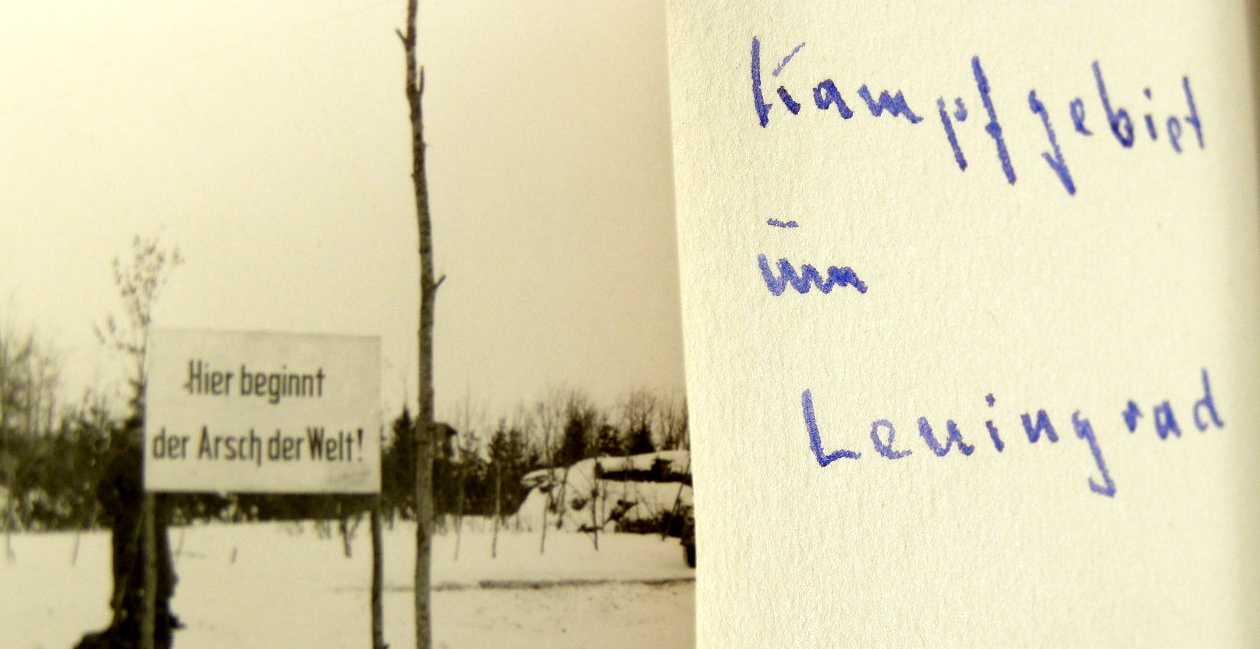 Hier beginnt
der Arsch der Welt!
Kampfgebiet
um
Leningrad